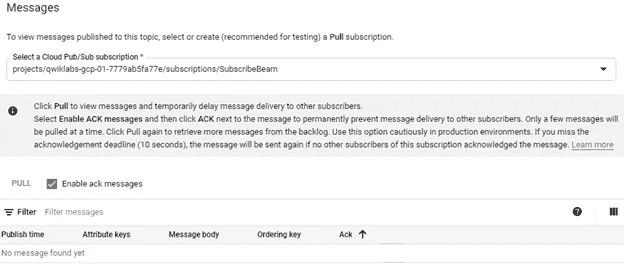 Messages
To view messages published to this topic, select or create (recommended for testing) a Pull subscription.
Select a Cloud Pub/Sub subscription *
projects/qwiklabs-gcp-01-7779ab5fa77e/subscriptions/SubscribeBeam
Click Pull to view messages and temporarily delay message delivery to other subscribers.
Select Enable ACK messages and then click ACK next to the message to permanently prevent message delivery to other subscribers. Only a few messages will
be pulled at a time. Click Pull again to retrieve more messages from the backlog. Use this option cautiously in production environments. If you miss the
acknowledgement deadline (10 seconds), the message will be sent again if no other subscribers of this subscription acknowledged the message. Learn more
PULL Enable ack messages
Filter Filter messages
Publish time Attribute keys Message body Ordering key Ack
No message found yet